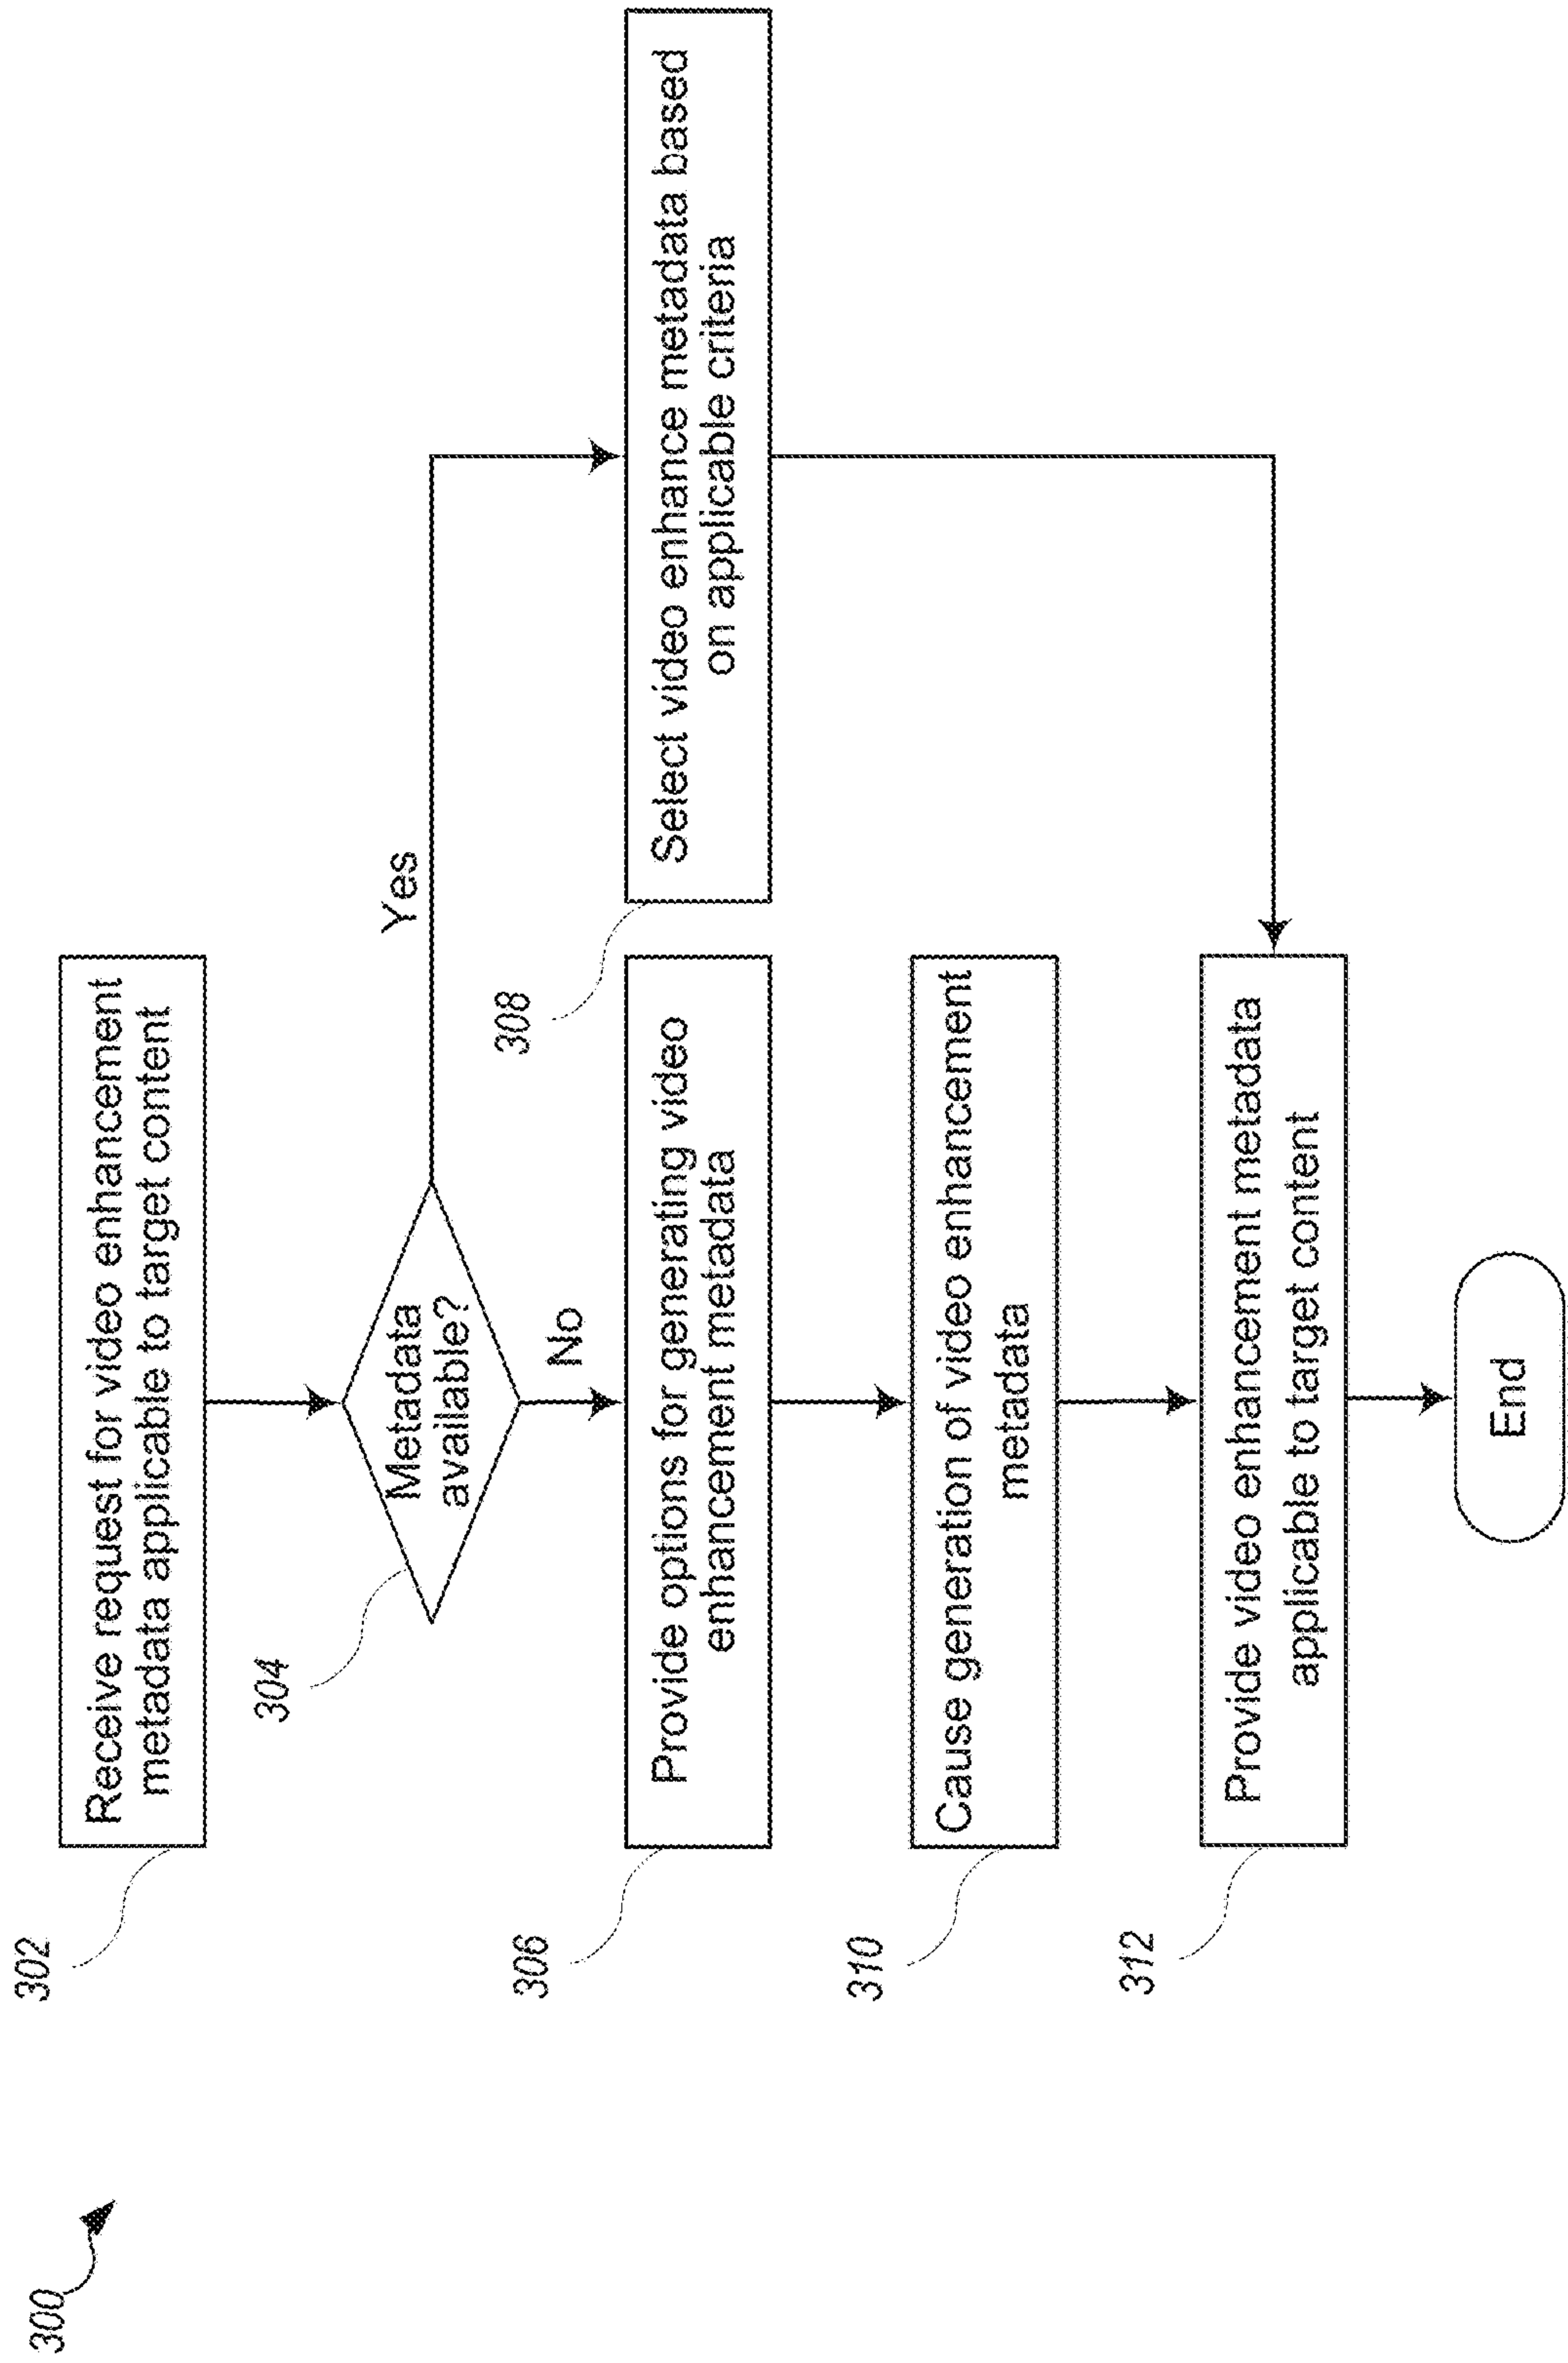 300
302
Receive request for video enhancement
metadata applicable to target content
304
Metadata
available?
Yes
No
306
Provide options for generating video
enhancement metadata
308
Select video enhance metadata based
on applicable criteria
310
Cause generation of video enhancement
metadata
312
Provide video enhancement metadata
applicable to target content
End